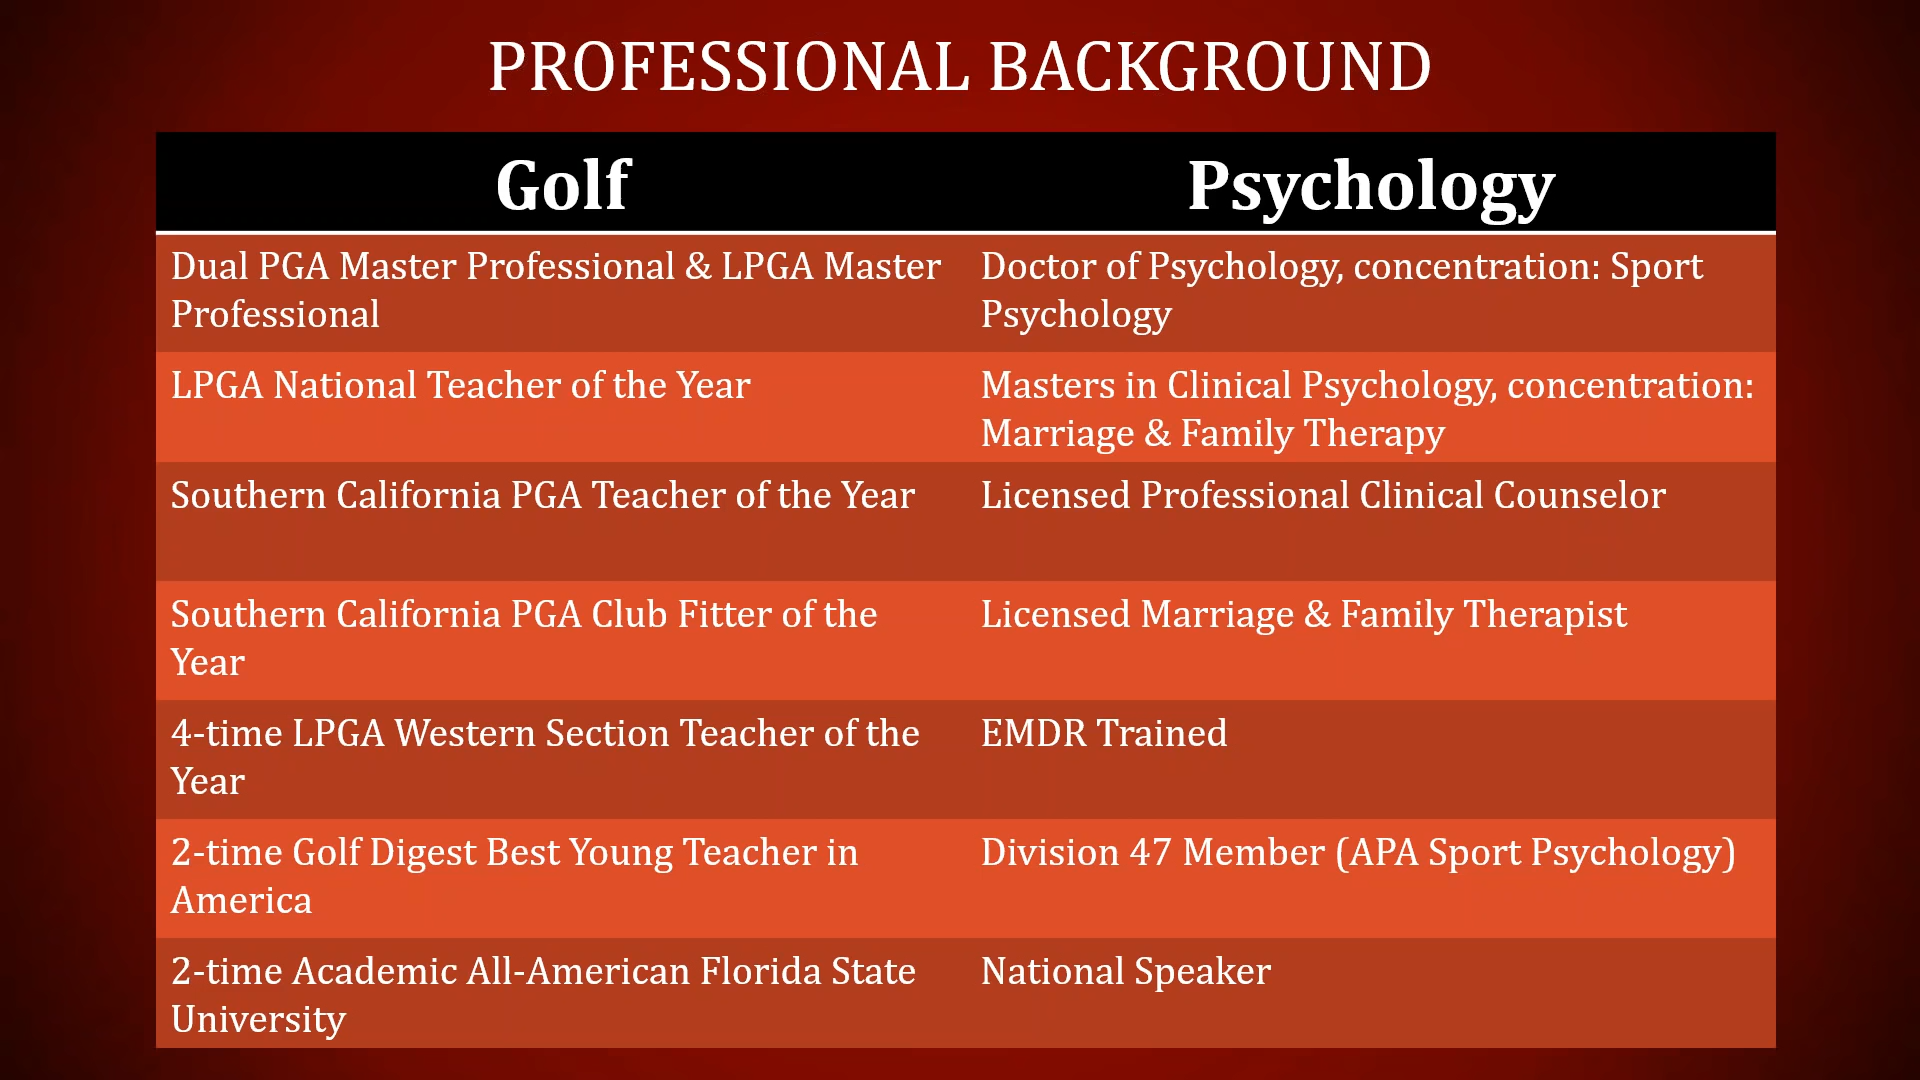 PROFESSIONAL BACKGROUND
Golf
Psychology
Dual PGA Master Professional & LPGA Master
Professional
Doctor of Psychology, concentration: Sport
Psychology
LPGA National Teacher of the Year
Masters in Clinical Psychology, concentration:
Marriage & Family Therapy
Southern California PGA Teacher of the Year
Licensed Professional Clinical Counselor
Southern California PGA Club Fitter of the
Year
Licensed Marriage & Family Therapist
4-time LPGA Western Section Teacher of the
Year
EMDR Trained
2-time Golf Digest Best Young Teacher in
America
Division 47 Member (APA Sport Psychology)
2-time Academic All-American Florida State
University
National Speaker